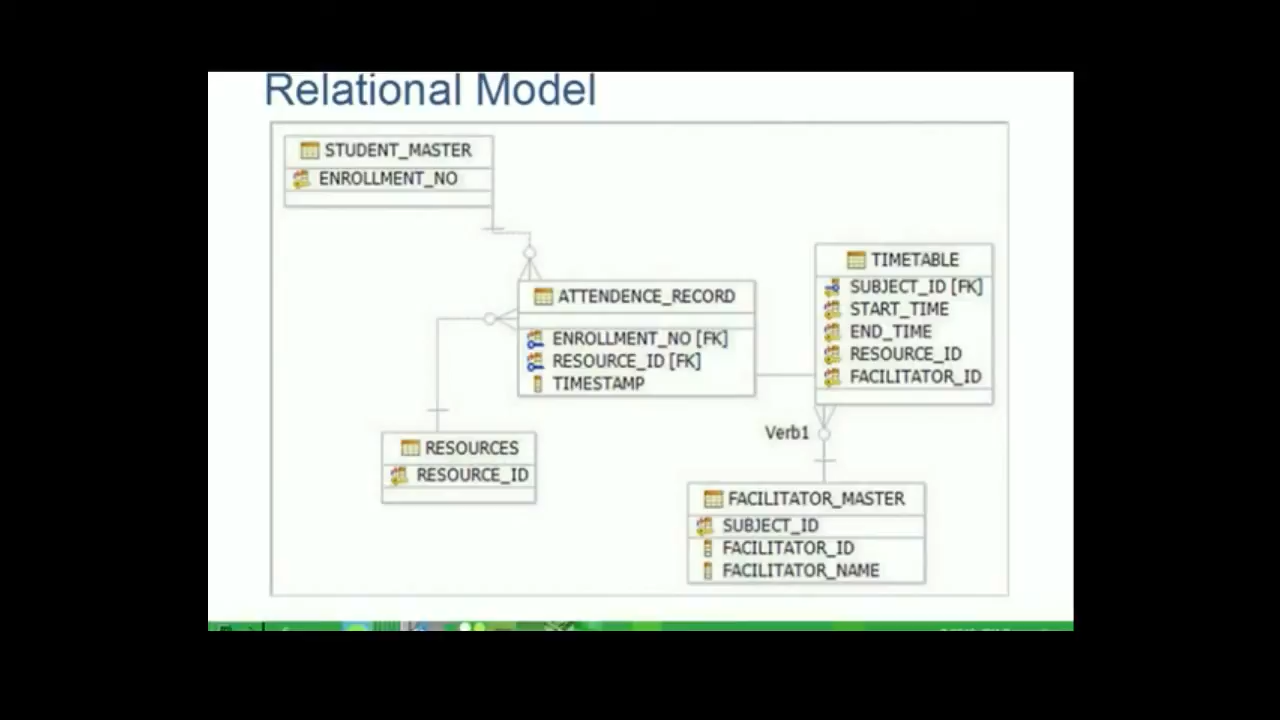 Relational Model
STUDENT_MASTER
ENROLLMENT_NO
TIMETABLE
SUBJECT_ID [FK]
START_TIME
END_TIME
RESOURCE_ID
FACILITATOR_ID
ATTENDENCE_RECORD
ENROLLMENT_NO [FK]
RESOURCE_ID [FK]
TIMESTAMP
Verb1
RESOURCES
RESOURCE_ID
FACILITATOR_MASTER
SUBJECT_ID
FACILITATOR_ID
FACILITATOR_NAME